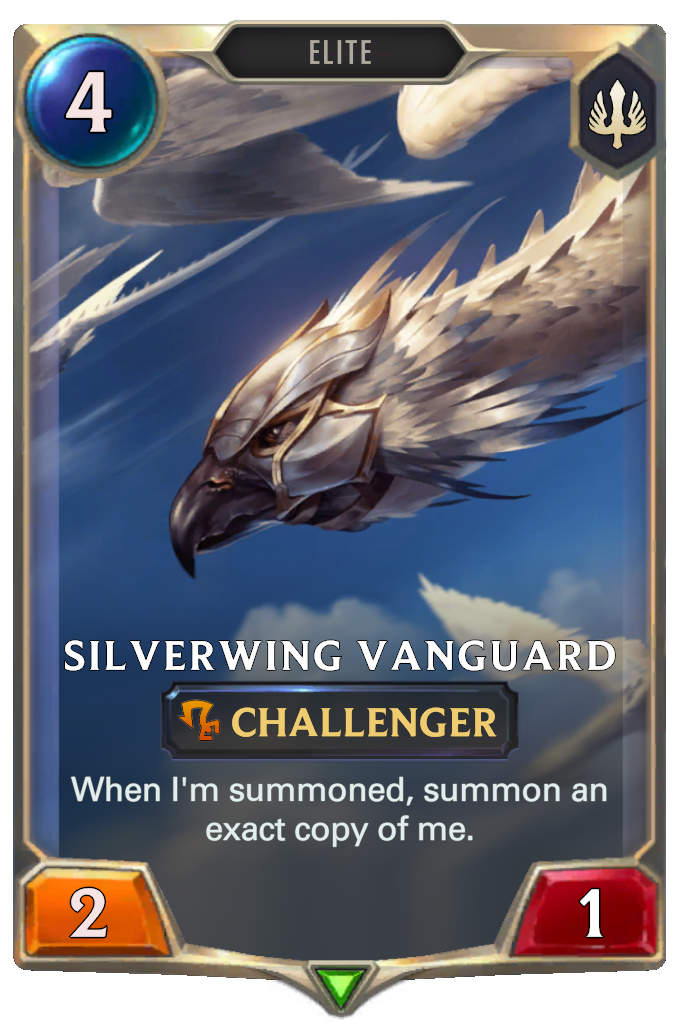 ELITE
4
SILVERWING VANGUARD
CHALLENGER
When I'm summoned, summon an
exact copy of me.
2
1